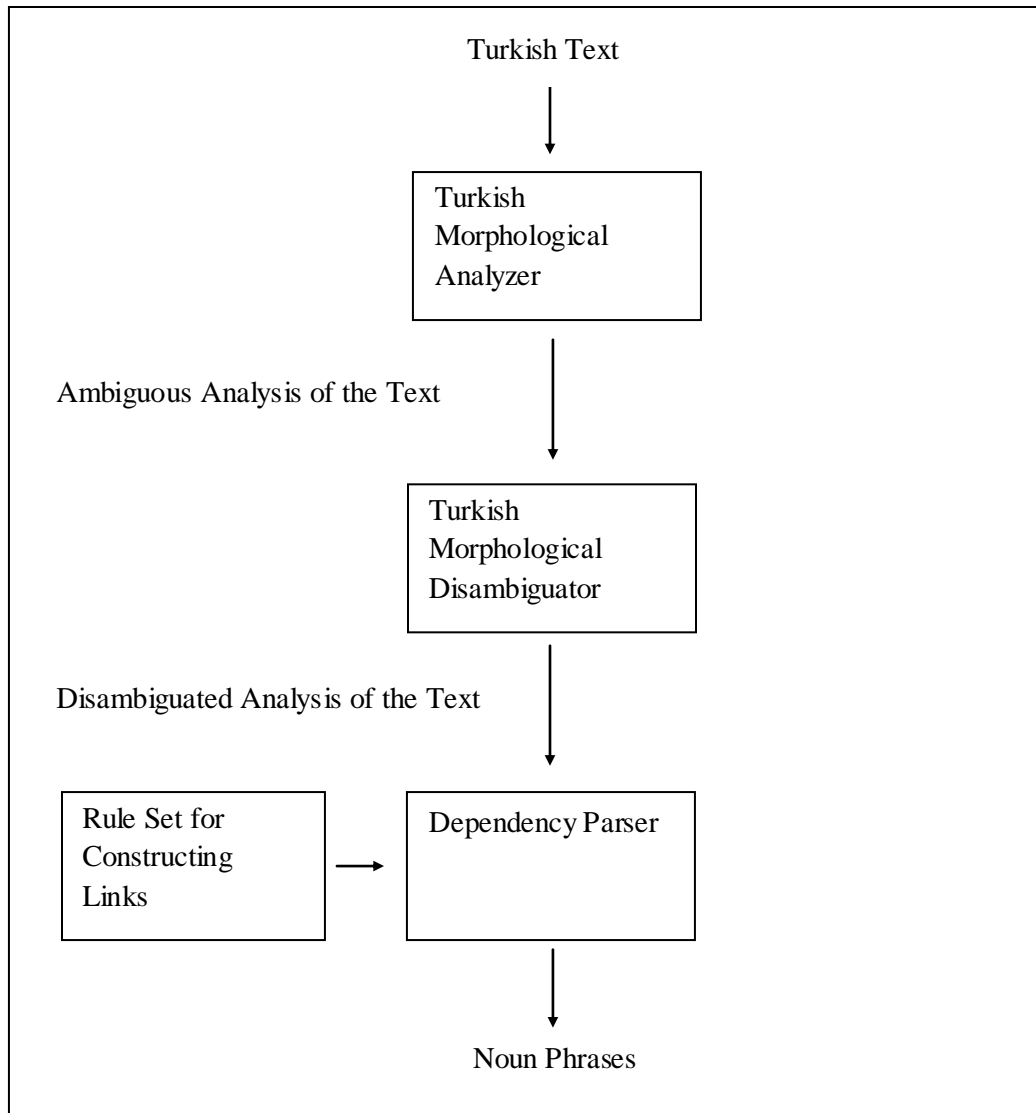 Turkish Text
Turkish
Morphological
Analyzer
Ambiguous Analysis of the Text
Turkish
Morphological
Disambiguator
Disambiguated Analysis of the Text
Rule Set for
Constructing
Links
Dependency Parser
Noun Phrases